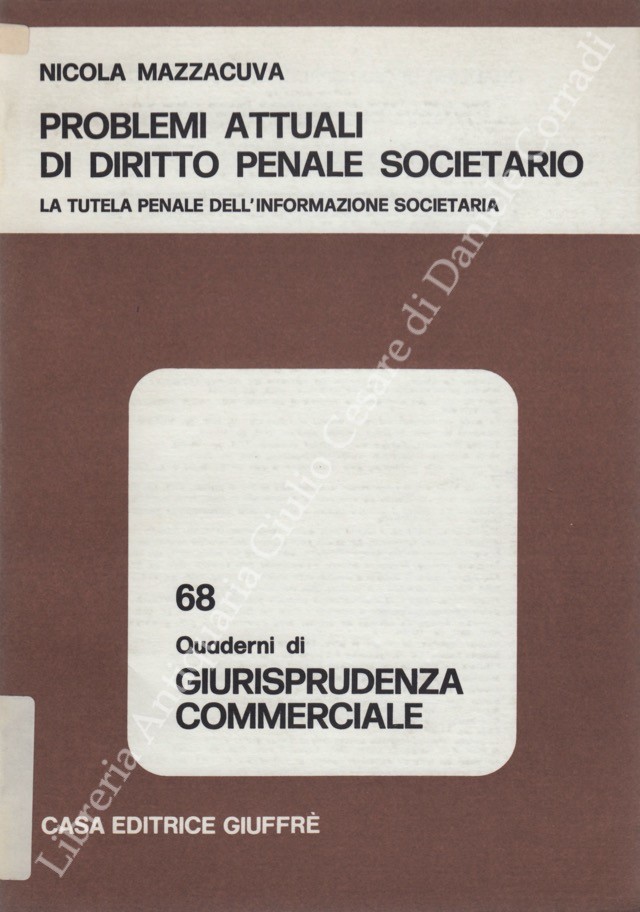 NICOLA MAZZACUVA
PROBLEMI ATTUALI
DI DIRITTO PENALE SOCIETARIO
LA TUTELA PENALE DELL'INFORMAZIONE SOCIETARIA
68
Quaderni di
GIURISPRUDENZA
COMMERCIALE
CASA EDITRICE GIUFFRÈ
Libreria Antiquaria Giulio Cesare di Daniele Corradi